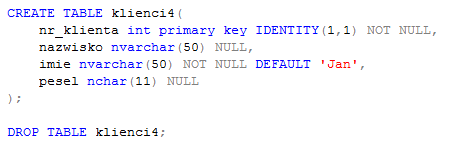 CREATE TABLE klienci4(
nr_klienta int primary key IDENTITY(1,1) NOT NULL,
nazwisko nvarchar(50) NULL,
imie nvarchar(50) NOT NULL DEFAULT 'Jan',
pesel nchar(11) NULL
);
DROP TABLE klienci4;